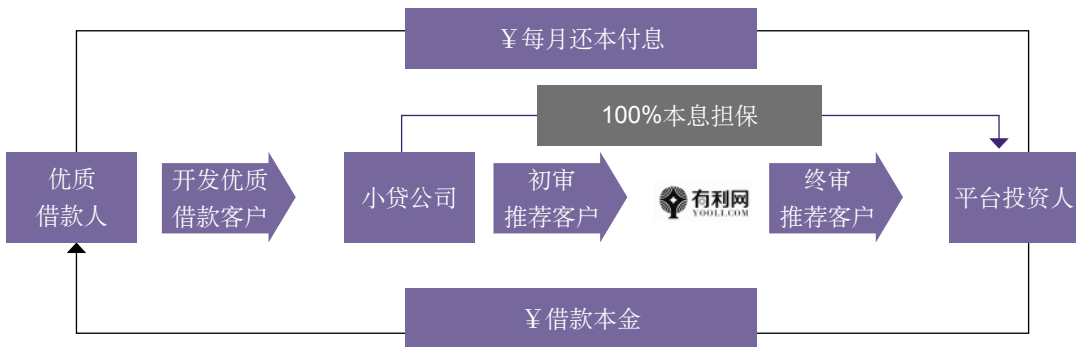 ￥每月还本付息
100%本息担保
优质
借款人
开发优质
借款客户
小贷公司
初审
推荐客户
有利网
YOOLI.COM
终审
推荐客户
平台投资人
￥借款本金